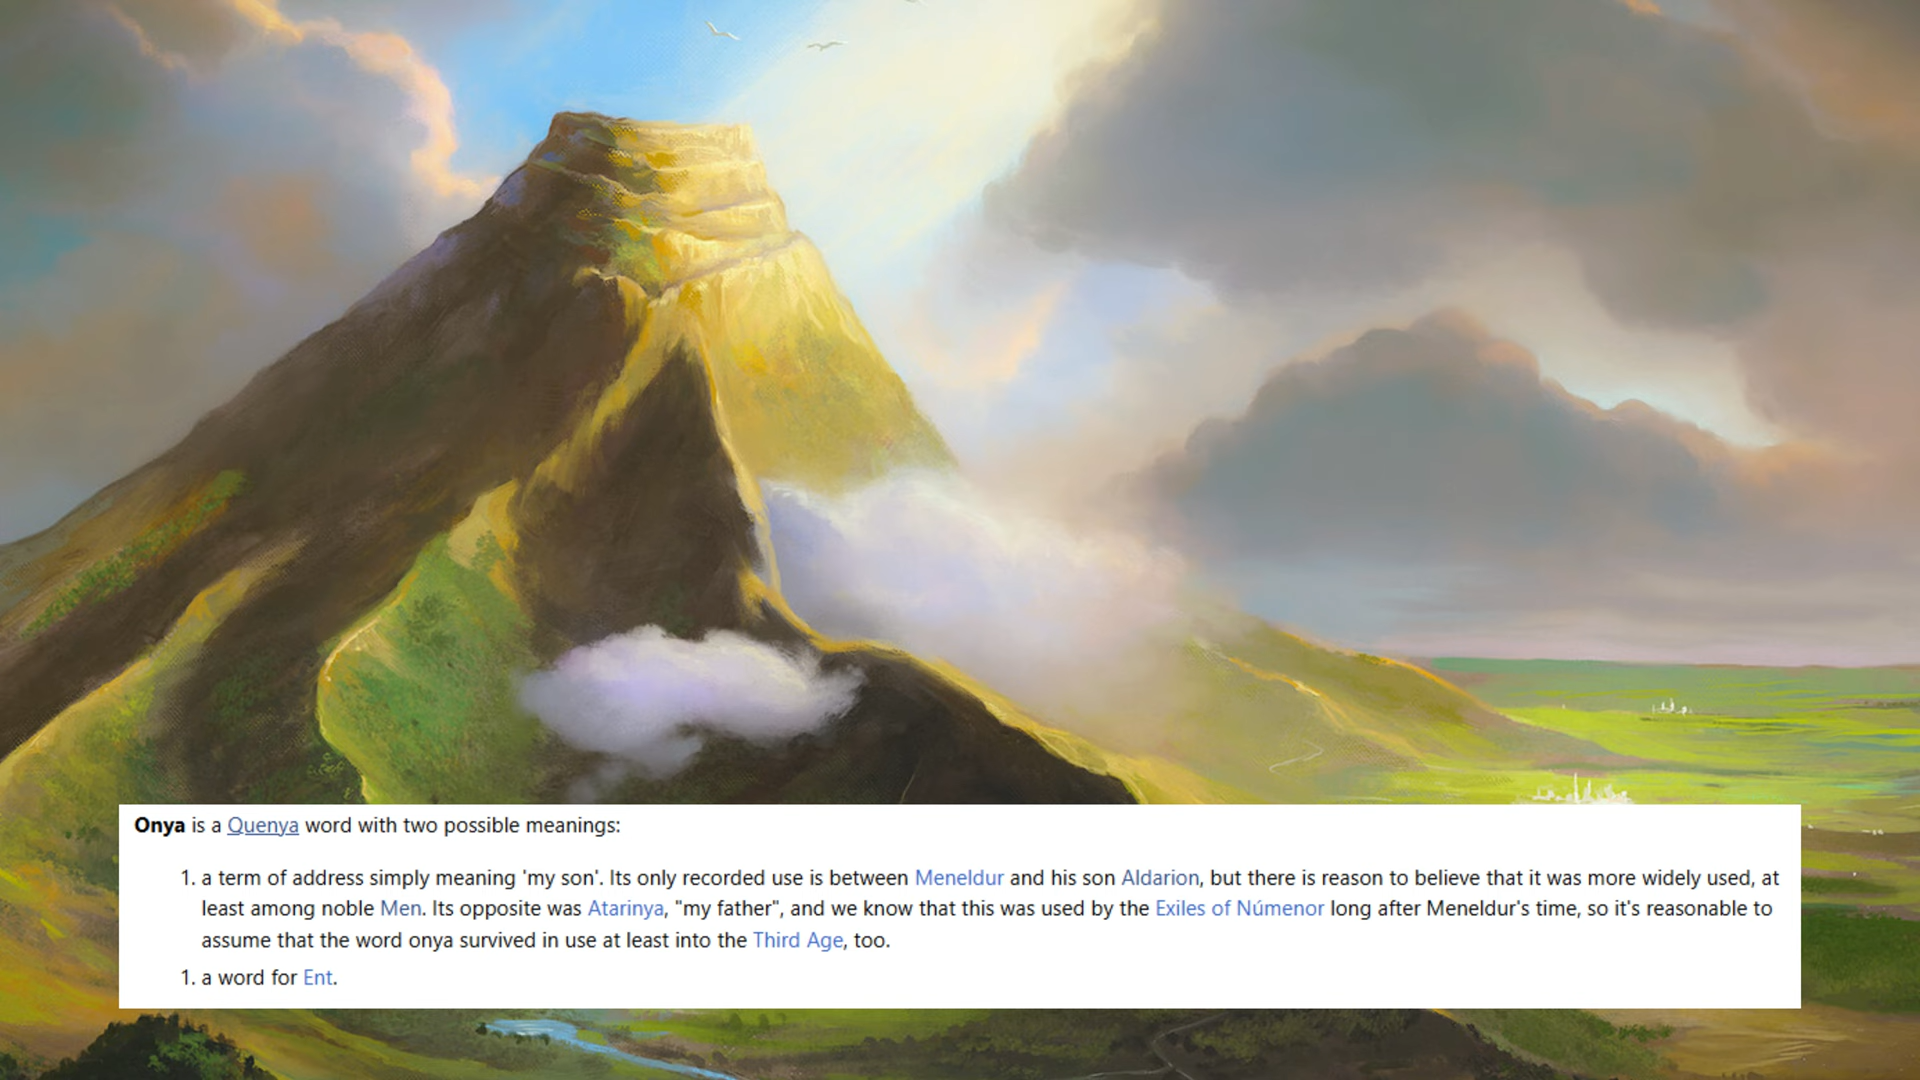 Onya is a Quenya word with two possible meanings:
1. a term of address simply meaning 'my son'. Its only recorded use is between Meneldur and his son Aldarion, but there is reason to believe that it was more widely used, at
least among noble Men. Its opposite was Atarinya, "my father", and we know that this was used by the Exiles of Númenor long after Meneldur's time, so it's reasonable to
assume that the word onya survived in use at least into the Third Age, too.
1. a word for Ent.